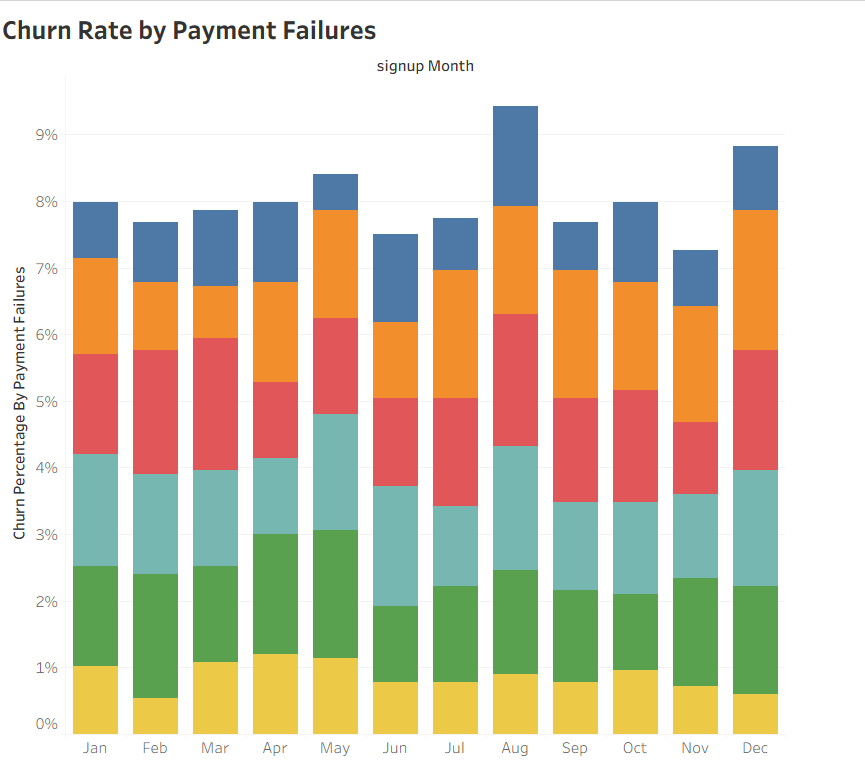 Churn Rate by Payment Failures
signup Month
Churn Percentage By Payment Failures
9%
8%
7%
6%
5%
4%
3%
2%
1%
0%
Jan Feb Mar Apr May Jun Jul Aug Sep Oct Nov Dec